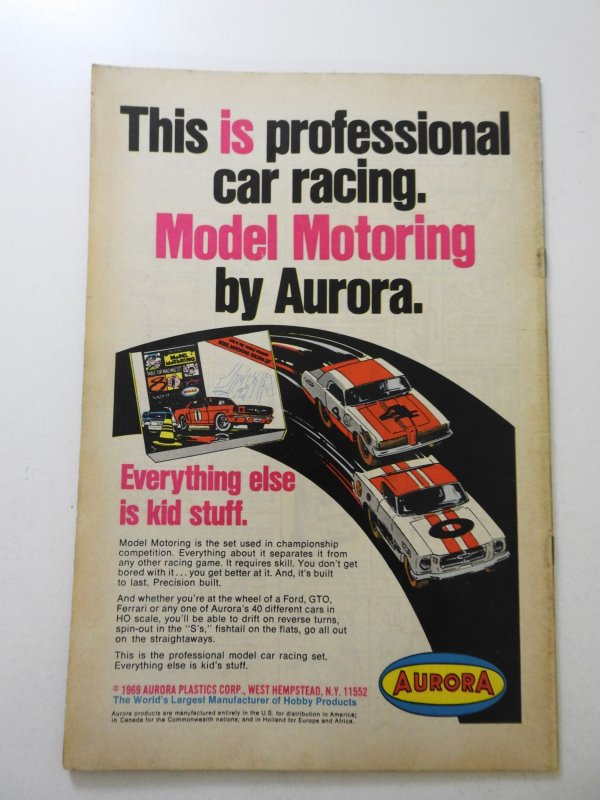 This is professional
car racing.
Model Motoring
by Aurora.
MODEL
MOTORING
AURORA
Everything else
is kid stuff.
Model Motoring is the set used in championship
competition. Everything about it separates it from
any other racing game. It requires skill. You don't get
bored with it . . . you get better at it. And, it's built
to last. Precision built.
And whether you're at the wheel of a Ford, GTO,
Ferrari or any one of Aurora's 40 different cars in
HO scale, you'll be able to drift on reverse turns,
spin-out in the "S's," fishtail on the flats, go all out
on the straightaways.
This is the professional model car racing set.
Everything else is kid's stuff.
© 1969 AURORA PLASTICS CORP., WEST HEMPSTEAD, N.Y. 11552
The World's Largest Manufacturer of Hobby Products
Aurora products are manufactured entirely in the U.S. for distribution in America;
in Canada for the Commonwealth nations; and in Holland for Europe and Africa.
AURORA